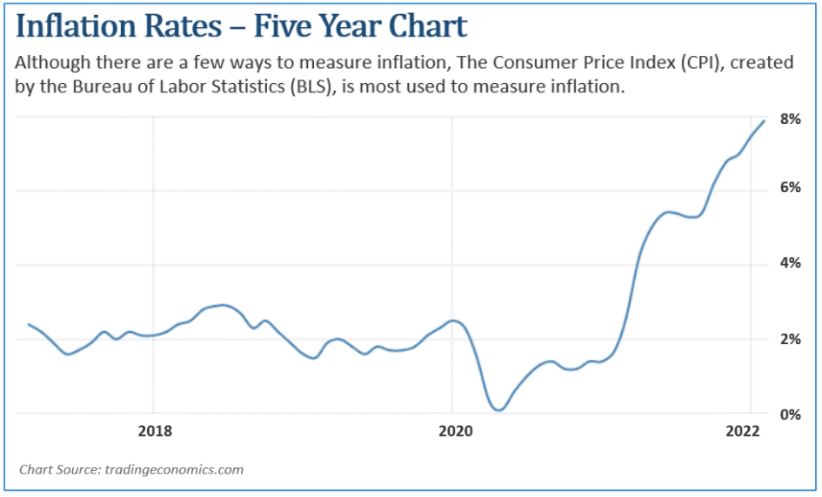 Inflation Rates – Five Year Chart
Although there are a few ways to measure inflation, The Consumer Price Index (CPI), created
by the Bureau of Labor Statistics (BLS), is most used to measure inflation.
8%
6%
4%
2%
0%
2018 2020 2022
Chart Source: tradingeconomics.com